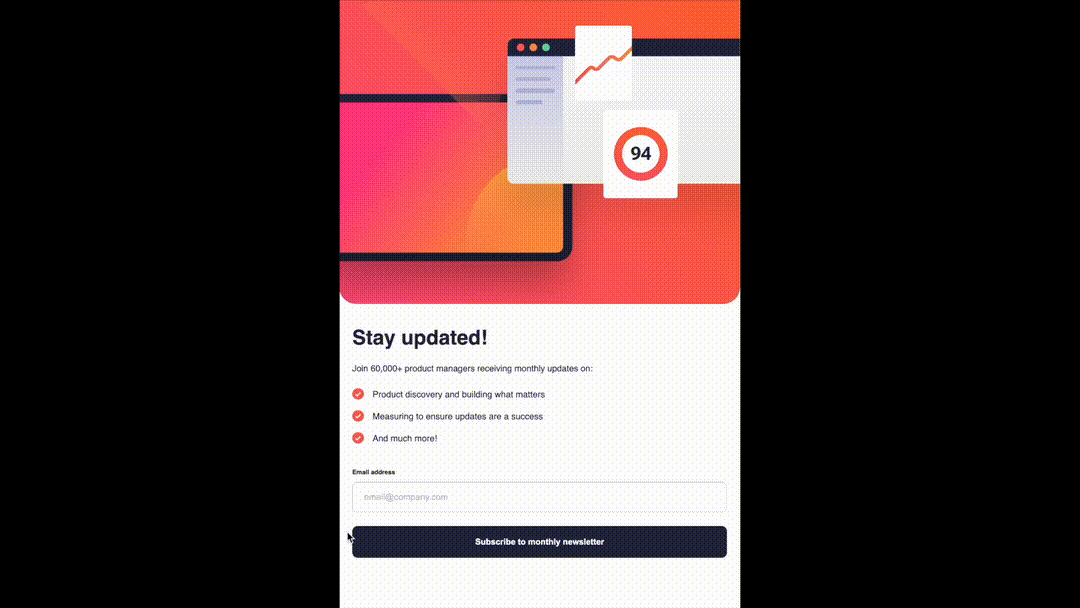 94
Stay updated!
Join 60,000+ product managers receiving monthly updates on:
Product discovery and building what matters
Measuring to ensure updates are a success
And much more!
Email address
email@company.com
Subscribe to monthly newsletter